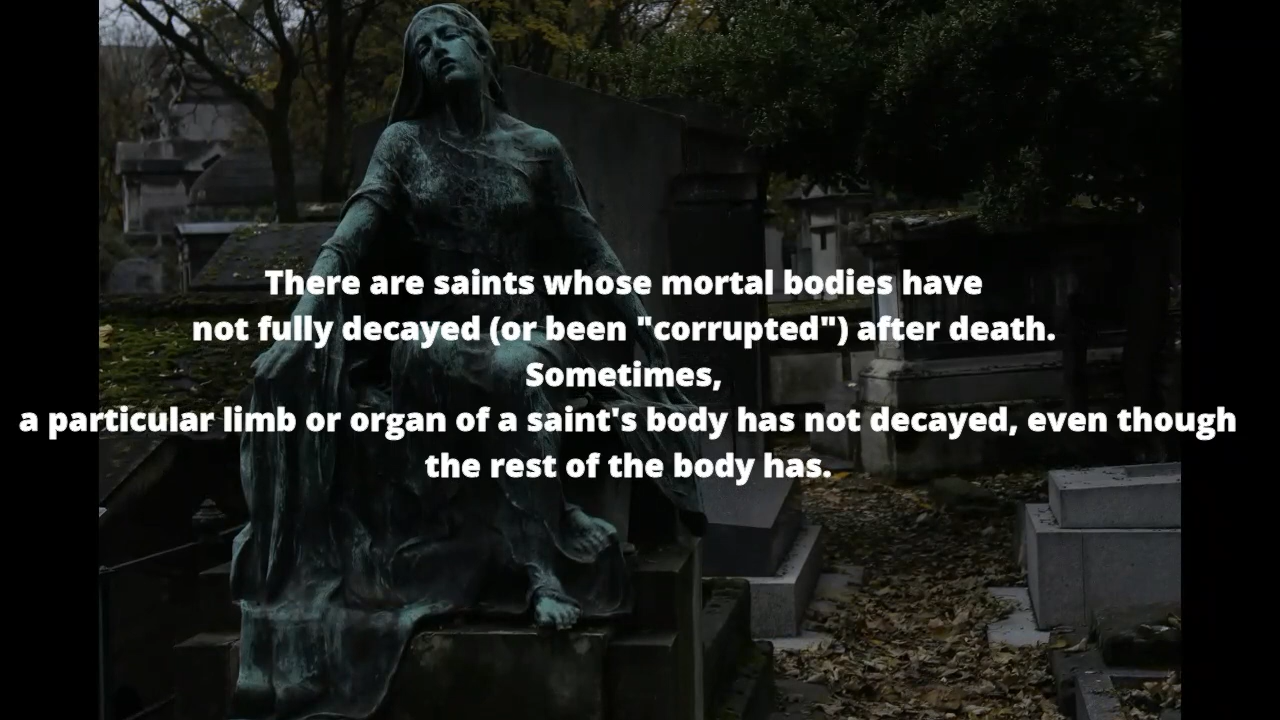 There are saints whose mortal bodies have
not fully decayed (or been "corrupted") after death.
Sometimes,
a particular limb or organ of a saint's body has not decayed, even though
the rest of the body has.